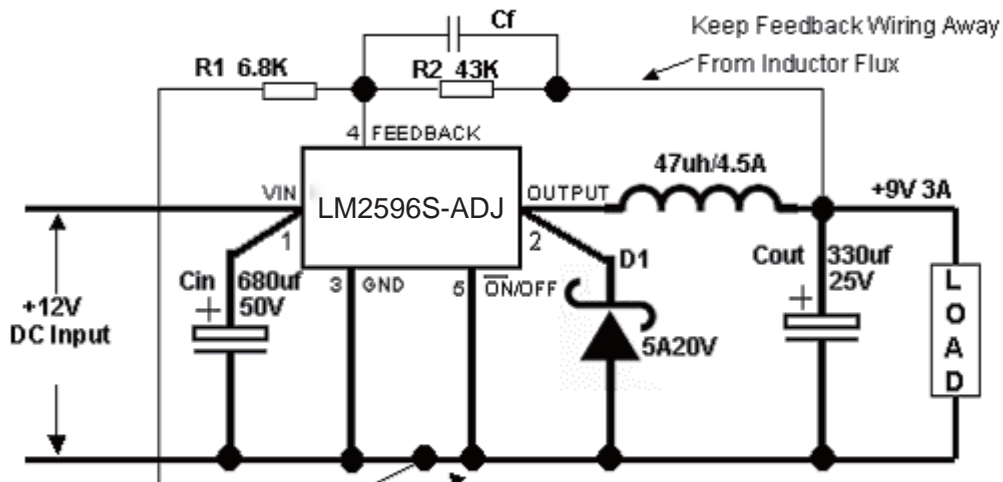 Cf
Keep Feedback Wiring Away
From Inductor Flux
R1 6.8K
R2 43K
4 FEEDBACK
47uh/4.5A
VIN
LM2596S-ADJ
OUTPUT
+9V 3A
1
2
Cin
680uf
50V
+
3
GND
5
ON/OFF
D1
5A20V
Cout
330uf
25V
+
LOAD
+12V
DC Input